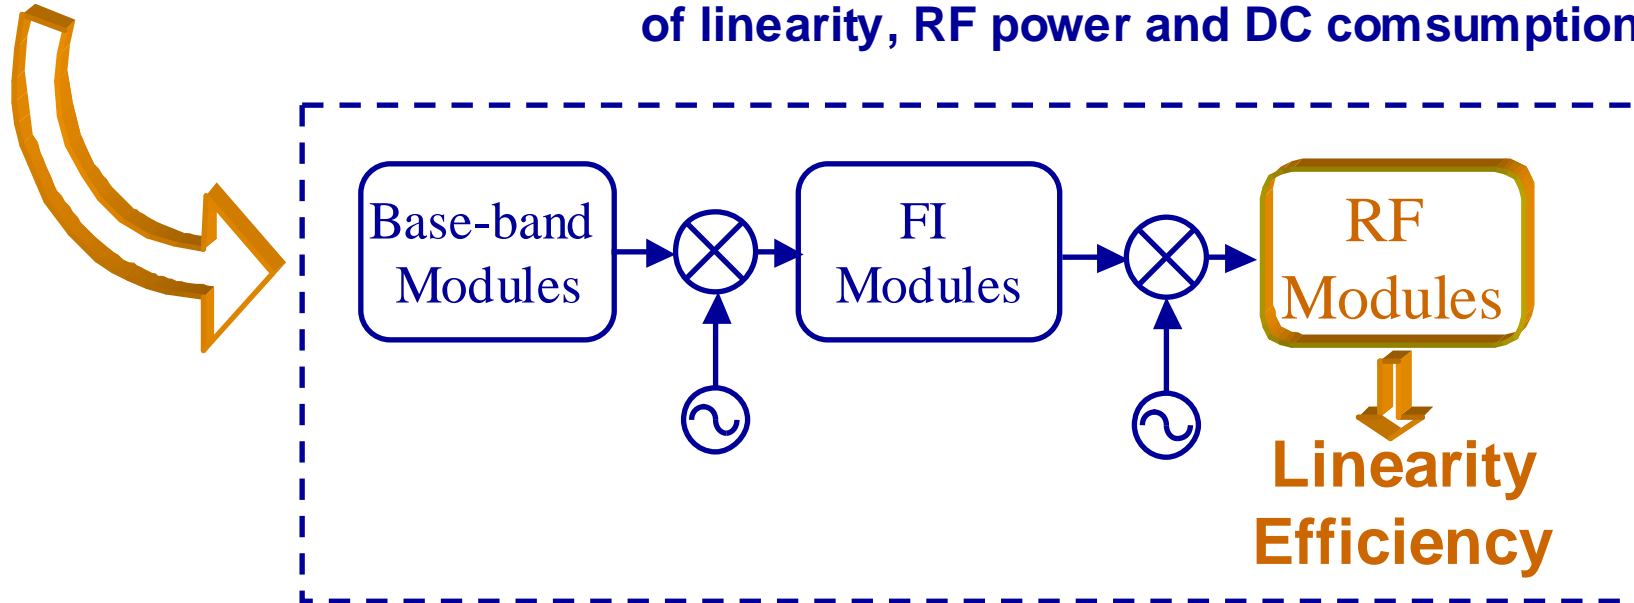 of linearity, RF power and DC comsumption
Base-band
Modules
FI
Modules
RF
Modules
Linearity
Efficiency